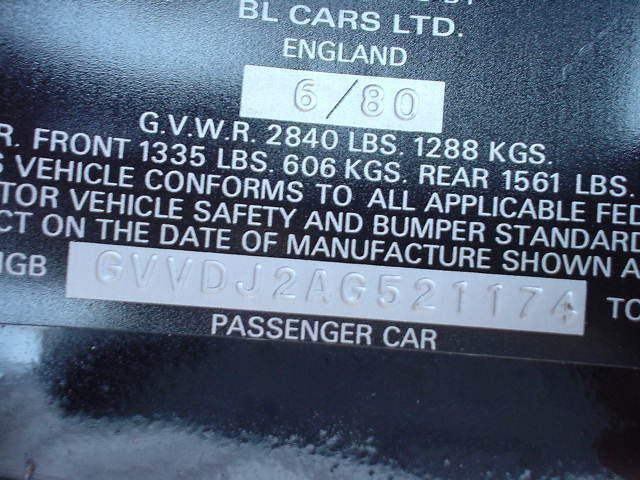 BY
BL CARS LTD.
ENGLAND
6/80
G.V.W.R. 2840 LBS. 1288 KGS.
R. FRONT 1335 LBS. 606 KGS. REAR 1561 LBS.
S VEHICLE CONFORMS TO ALL APPLICABLE FED
TOR VEHICLE SAFETY AND BUMPER STANDARD
CT ON THE DATE OF MANUFACTURE SHOWN A
MGB GVVDJ2AG521174 TO
PASSENGER CAR